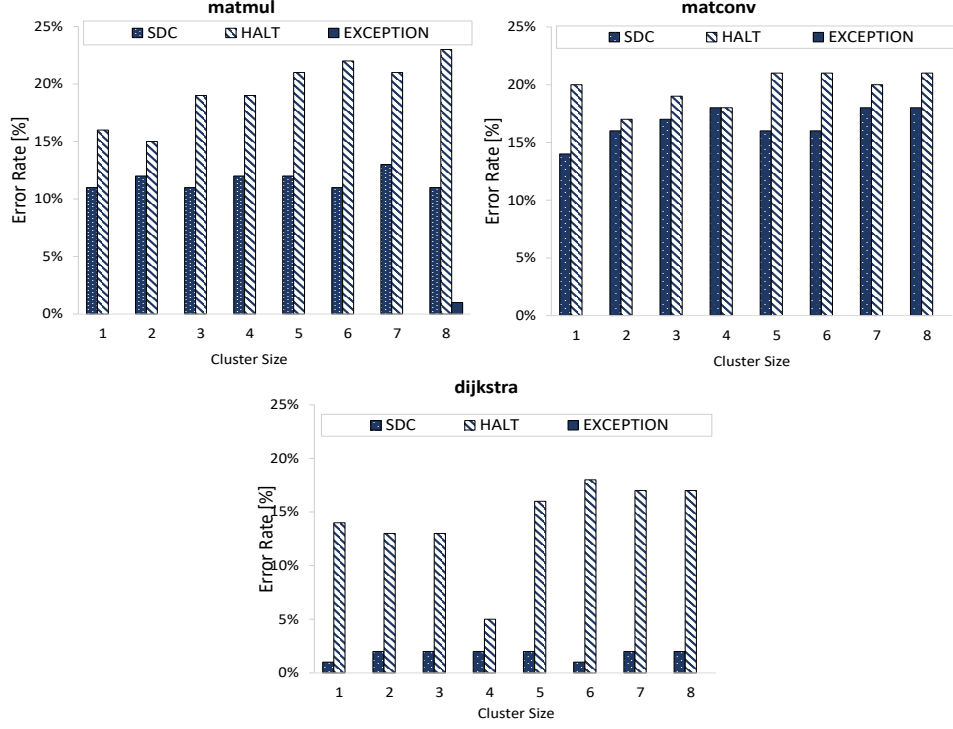 matmul
SDC HALT EXCEPTION
25%
20%
15%
10%
5%
0%
Error Rate [%]
1 2 3 4 5 6 7 8
Cluster Size
matconv
SDC HALT EXCEPTION
25%
20%
15%
10%
5%
0%
Error Rate [%]
1 2 3 4 5 6 7 8
Cluster Size
dijkstra
SDC HALT EXCEPTION
25%
20%
15%
10%
5%
0%
Error Rate [%]
1 2 3 4 5 6 7 8
Cluster Size